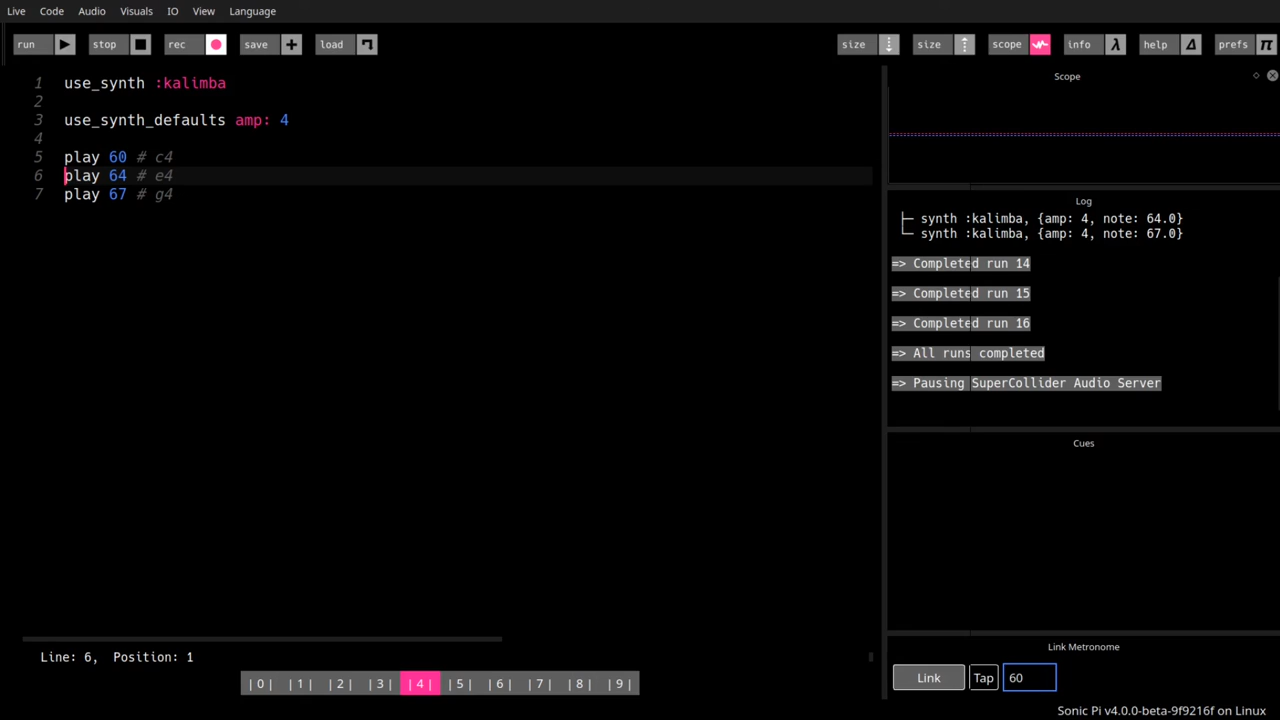 Live Code Audio Visuals IO View Language
run stop rec save load size size scope info λ help prefs π
1 use_synth :kalimba
2
3 use_synth_defaults amp: 4
4
5 play 60 # c4
6 play 64 # e4
7 play 67 # g4
Line: 6, Position: 1
|0| |1| |2| |3| |4| |5| |6| |7| |8| |9|
Scope
Log
├─ synth :kalimba, {amp: 4, note: 64.0}
└─ synth :kalimba, {amp: 4, note: 67.0}
=> Completed run 14
=> Completed run 15
=> Completed run 16
=> All runs completed
=> Pausing SuperCollider Audio Server
Cues
Link Metronome
Link Tap 60
Sonic Pi v4.0.0-beta-9f9216f on Linux